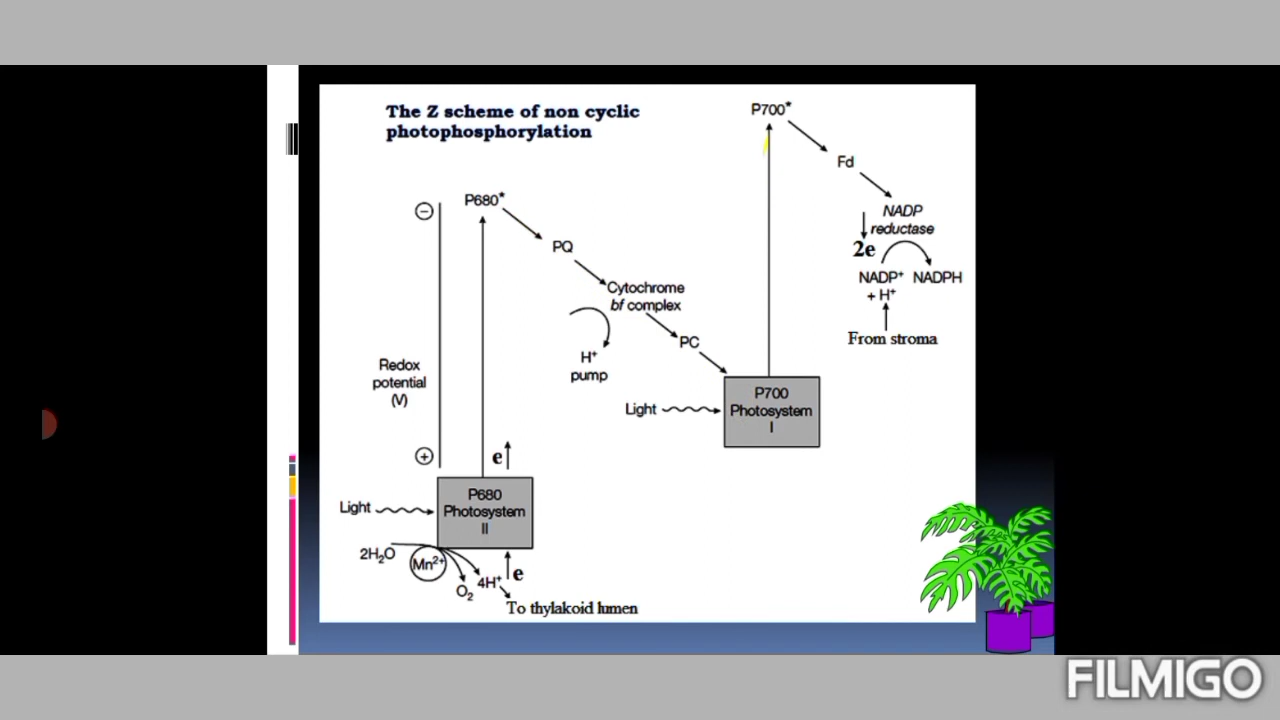 The Z scheme of non cyclic
photophosphorylation
P700*
Fd
NADP
reductase
2e
NADP⁺ NADPH
+ H⁺
From stroma
P680*
PQ
Cytochrome
bf complex
PC
H⁺
pump
Redox
potential
(V)
−
+
Light
P700
Photosystem
I
e
Light
P680
Photosystem
II
2H₂O
Mn²⁺
O₂
4H⁺
e
To thylakoid lumen
FILMIGO